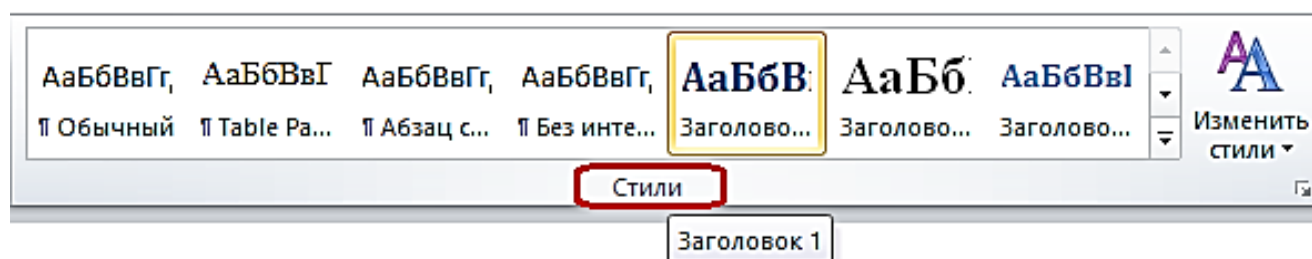 АаБбВвГг, АаБбВвГ АаБбВвГг, АаБбВвГг, АаБбВ: АаБб: АаБбВвІ
¶ Обычный ¶ Table Pa... ¶ Абзац с... ¶ Без инте... Заголово... Заголово... Заголово...
Изменить
стили
Стили
Заголовок 1